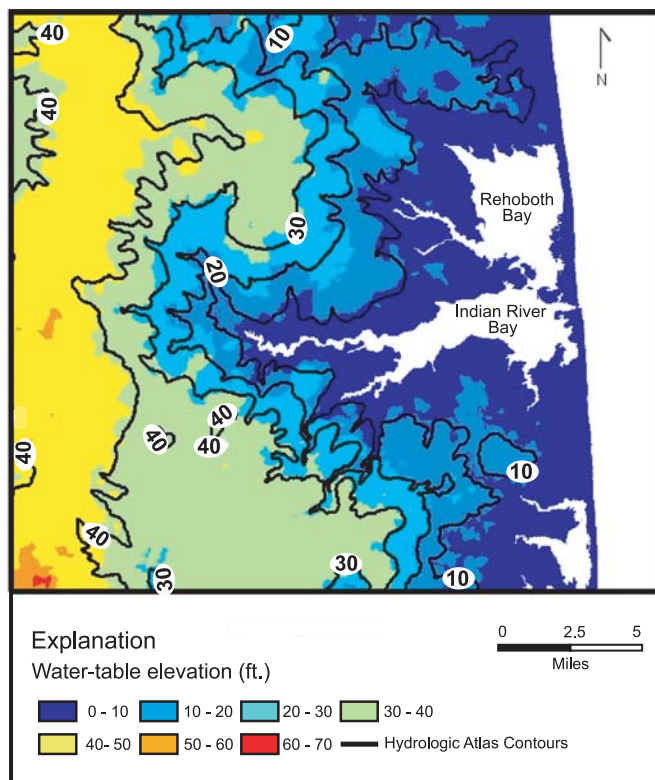 40
10
N
40
Rehoboth
Bay
30
20
Indian River
Bay
40
40
40
40
10
40
30
30
10
Explanation
0 2.5 5
Miles
Water-table elevation (ft.)
0 - 10 10 - 20 20 - 30 30 - 40
40- 50 50 - 60 60 - 70 Hydrologic Atlas Contours